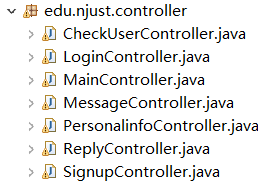 edu.njust.controller
CheckUserController.java
LoginController.java
MainController.java
MessageController.java
PersonalinfoController.java
ReplyController.java
SignupController.java